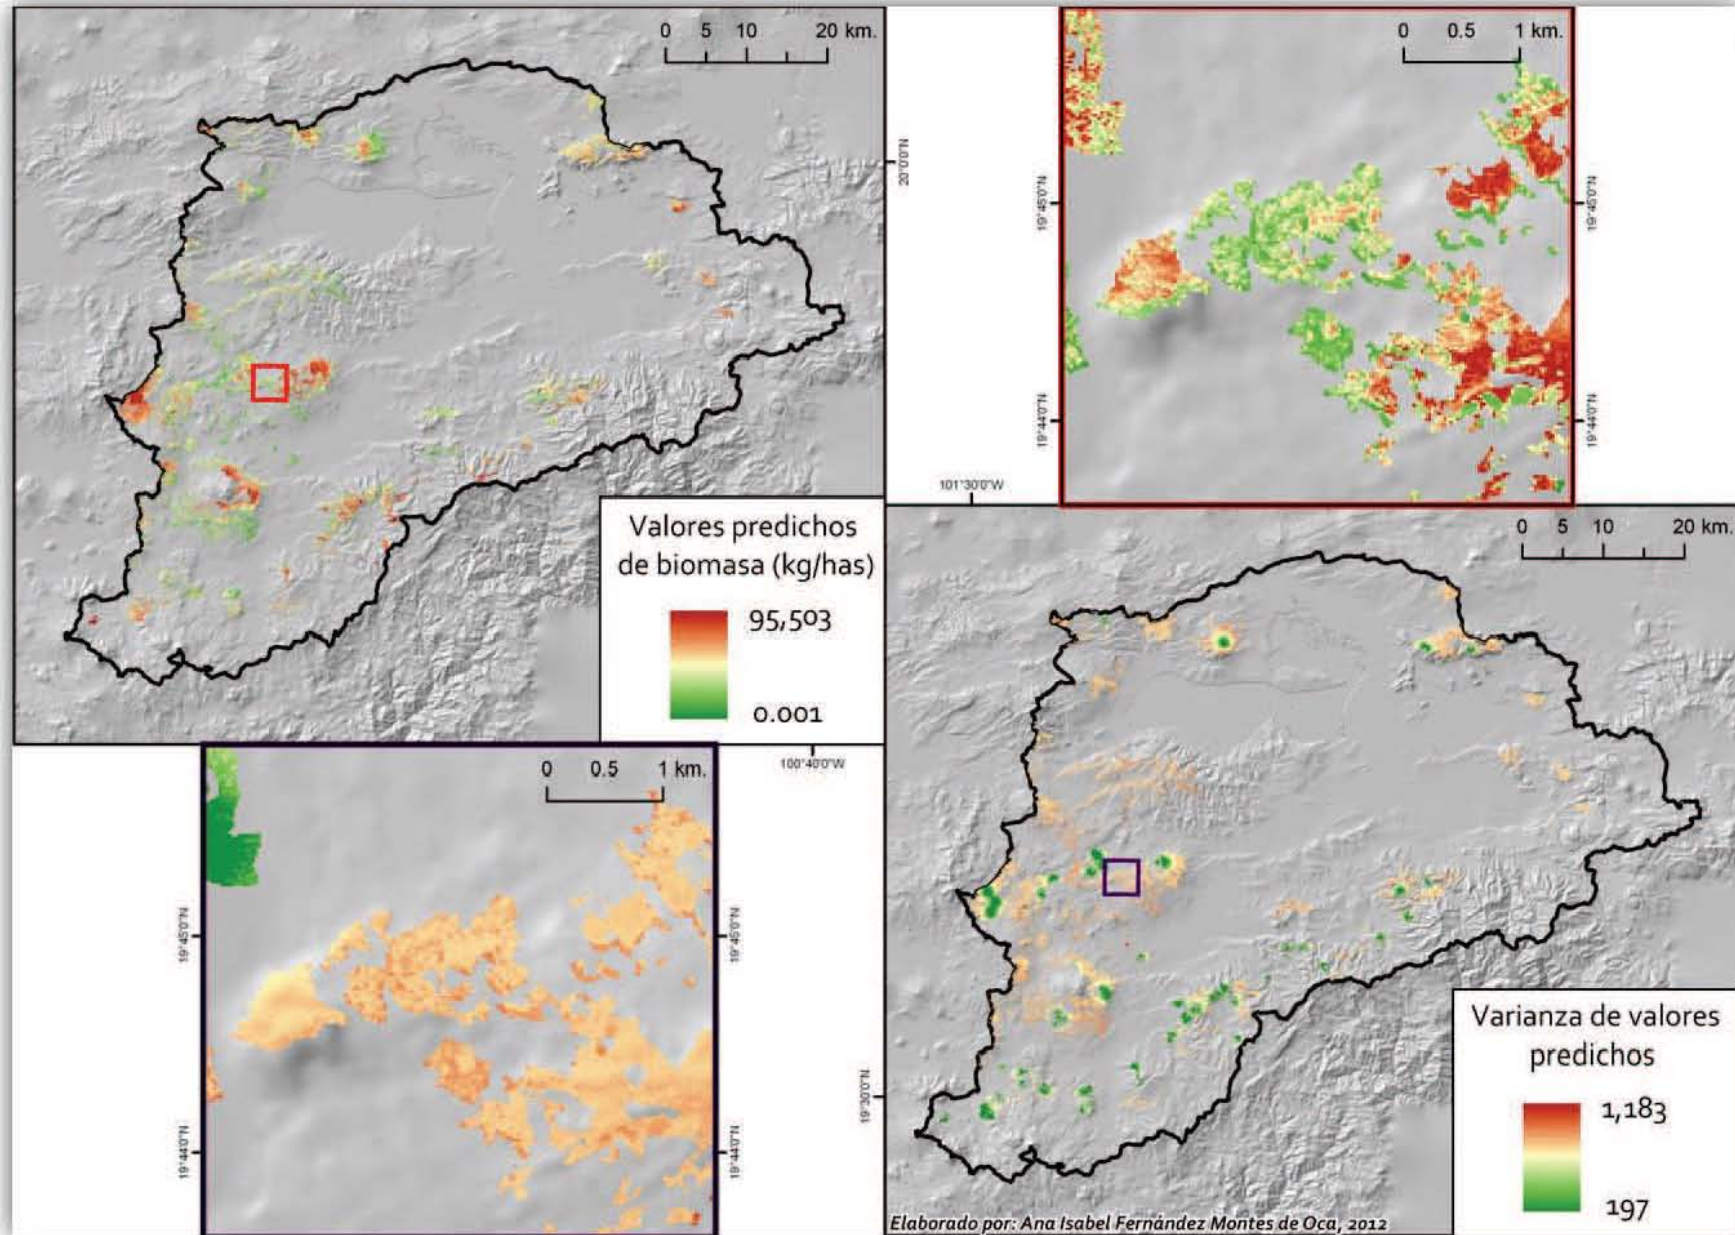 0 5 10 20 km.
20°0'0"N
Valores predichos
de biomasa (kg/has)
95,503
0.001
0 0.5 1 km.
19°45'0"N
19°45'0"N
19°44'0"N
19°44'0"N
101°30'0"W
100°40'0"W
0 0.5 1 km.
19°45'0"N
19°45'0"N
19°44'0"N
19°44'0"N
0 5 10 20 km.
19°30'0"N
Varianza de valores
predichos
1,183
197
Elaborado por: Ana Isabel Fernández Montes de Oca, 2012